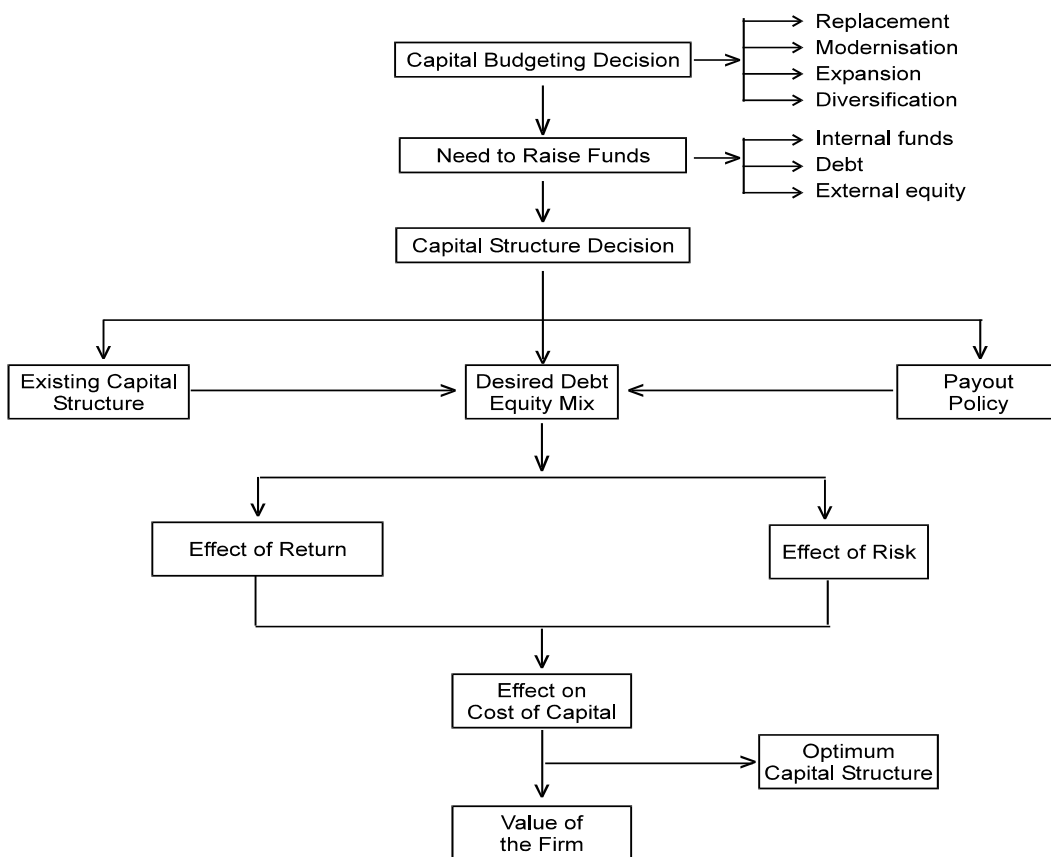 Capital Budgeting Decision
Replacement
Modernisation
Expansion
Diversification
Need to Raise Funds
Internal funds
Debt
External equity
Capital Structure Decision
Existing Capital
Structure
Desired Debt
Equity Mix
Payout
Policy
Effect of Return
Effect of Risk
Effect on
Cost of Capital
Optimum
Capital Structure
Value of
the Firm